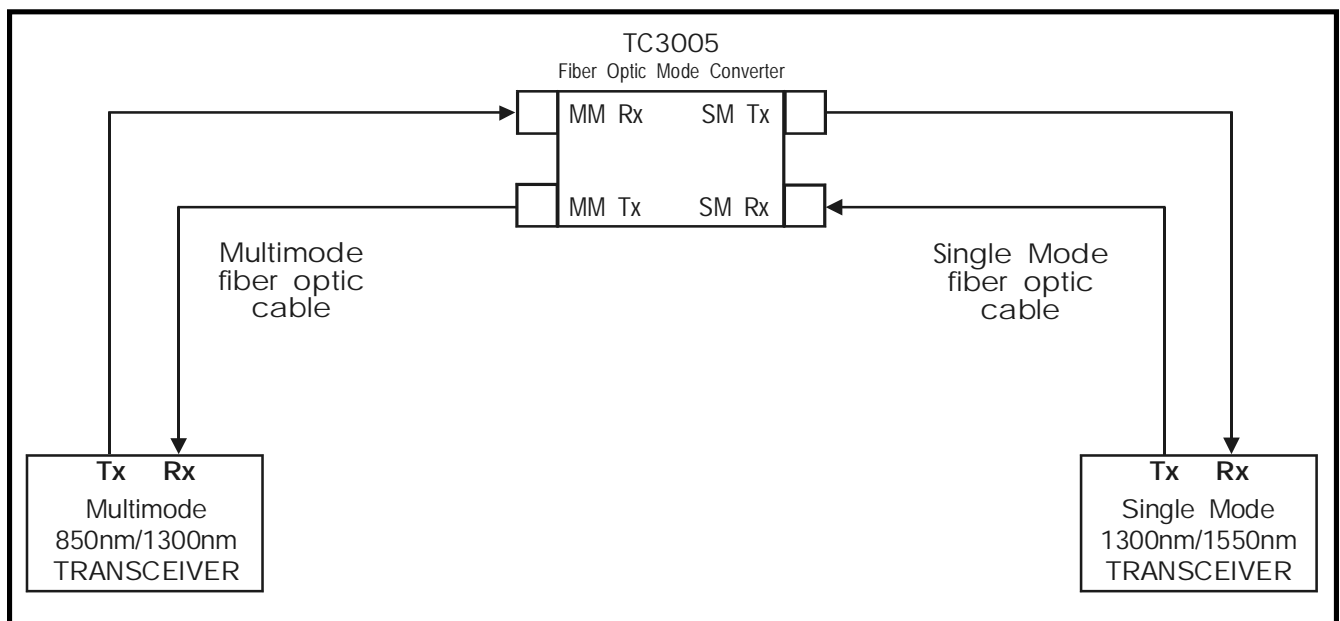 TC3005
Fiber Optic Mode Converter
MM Rx SM Tx
MM Tx SM Rx
Multimode
fiber optic
cable
Single Mode
fiber optic
cable
Tx Rx
Multimode
850nm/1300nm
TRANSCEIVER
Tx Rx
Single Mode
1300nm/1550nm
TRANSCEIVER